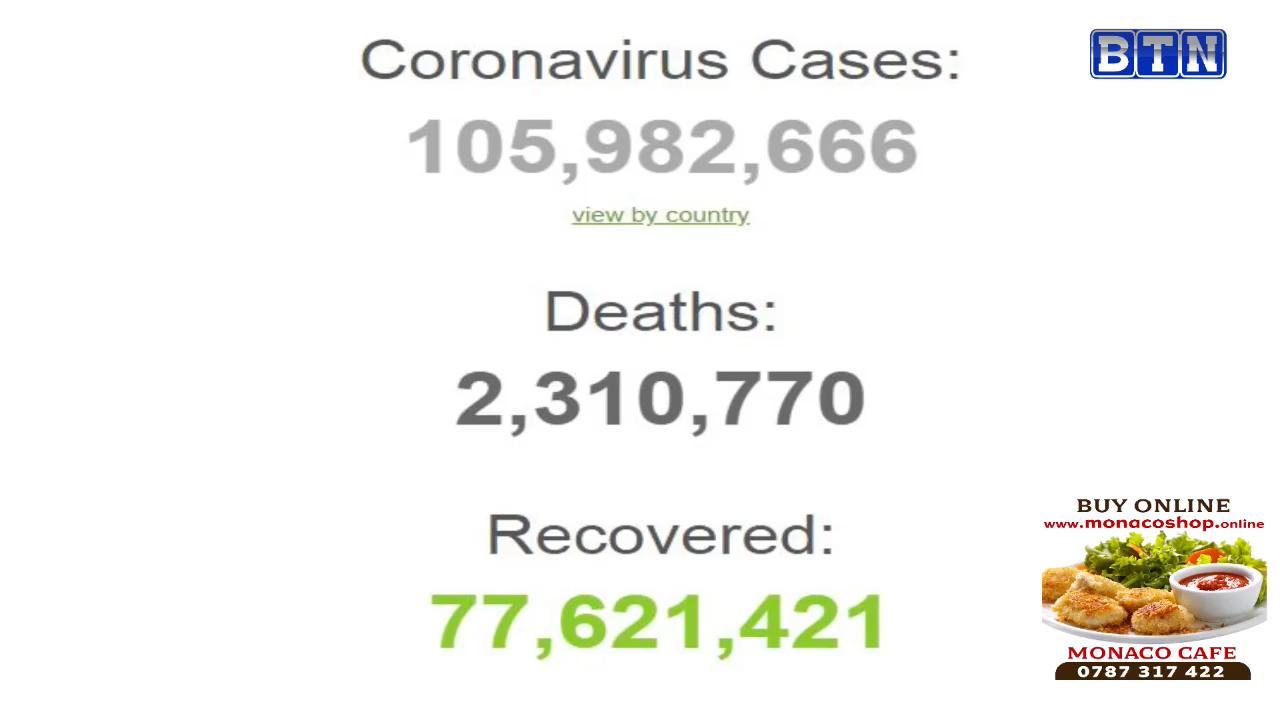 Coronavirus Cases:
105,982,666
view by country
Deaths:
2,310,770
Recovered:
77,621,421
BTN
BUY ONLINE
www.monacoshop.online
MONACO CAFE
0787 317 422